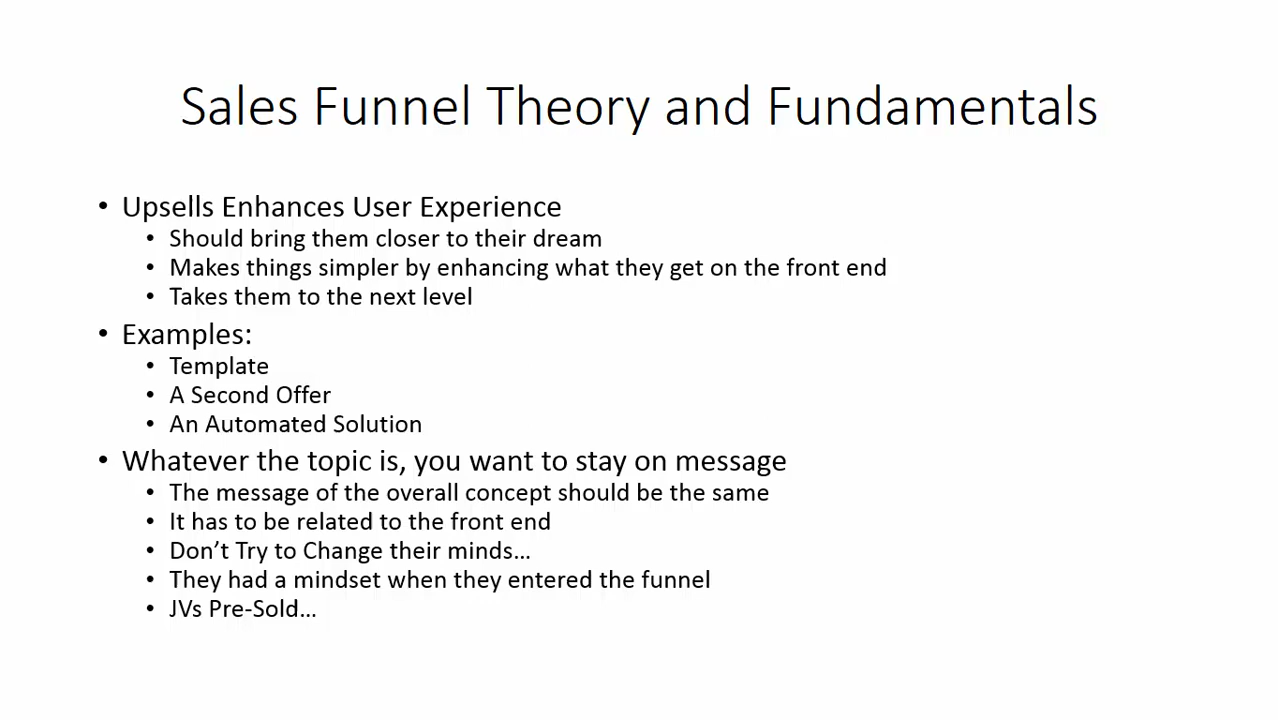 Sales Funnel Theory and Fundamentals
• Upsells Enhances User Experience
• Should bring them closer to their dream
• Makes things simpler by enhancing what they get on the front end
• Takes them to the next level
• Examples:
• Template
• A Second Offer
• An Automated Solution
• Whatever the topic is, you want to stay on message
• The message of the overall concept should be the same
• It has to be related to the front end
• Don’t Try to Change their minds…
• They had a mindset when they entered the funnel
• JVs Pre-Sold…